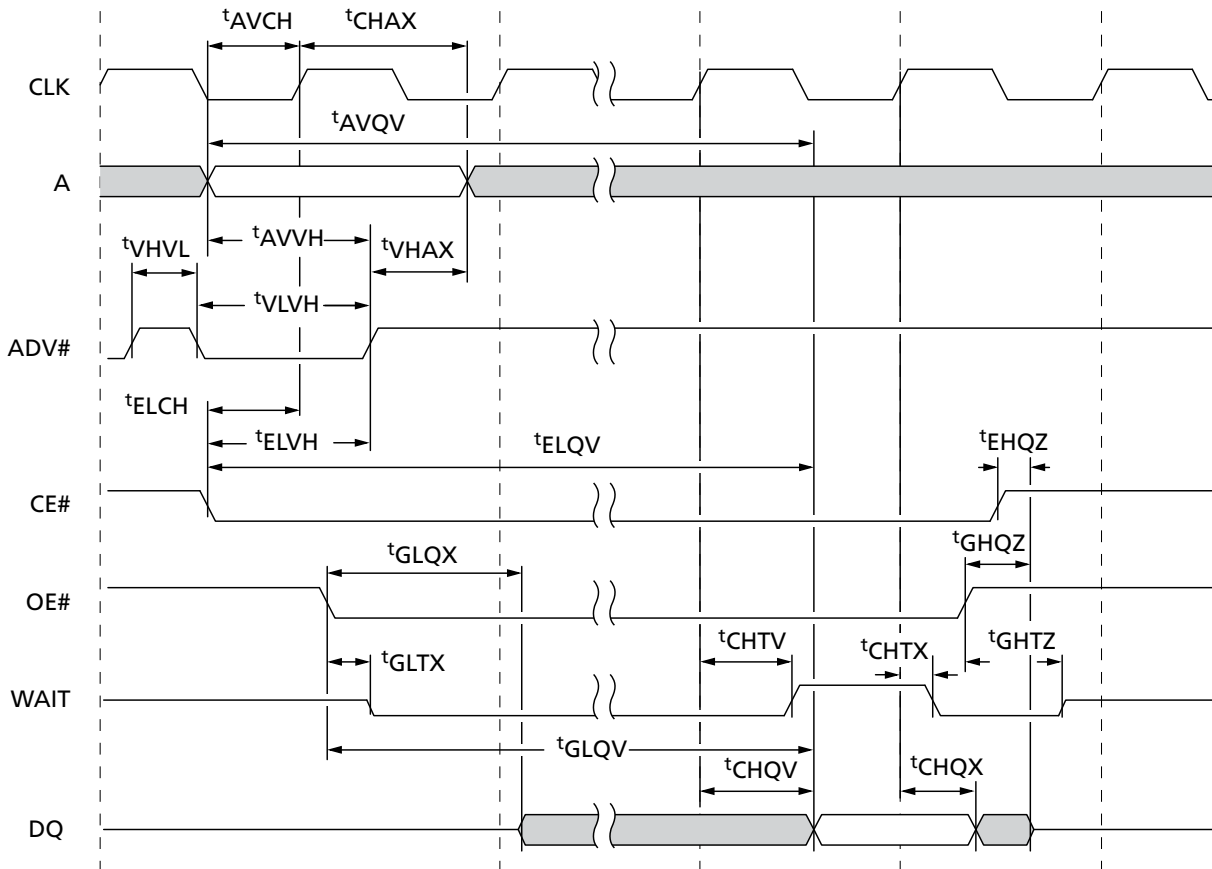 tAVCH
tCHAX
CLK
tAVQV
A
tAVVH
tVHVL
tVHAX
tVLVH
ADV#
tELCH
tELVH
tELQV
tEHQZ
CE#
tGLQX
tGHQZ
OE#
tCHTV
tCHTX
tGHTZ
tGLTX
WAIT
tGLQV
tCHQV
tCHQX
DQ